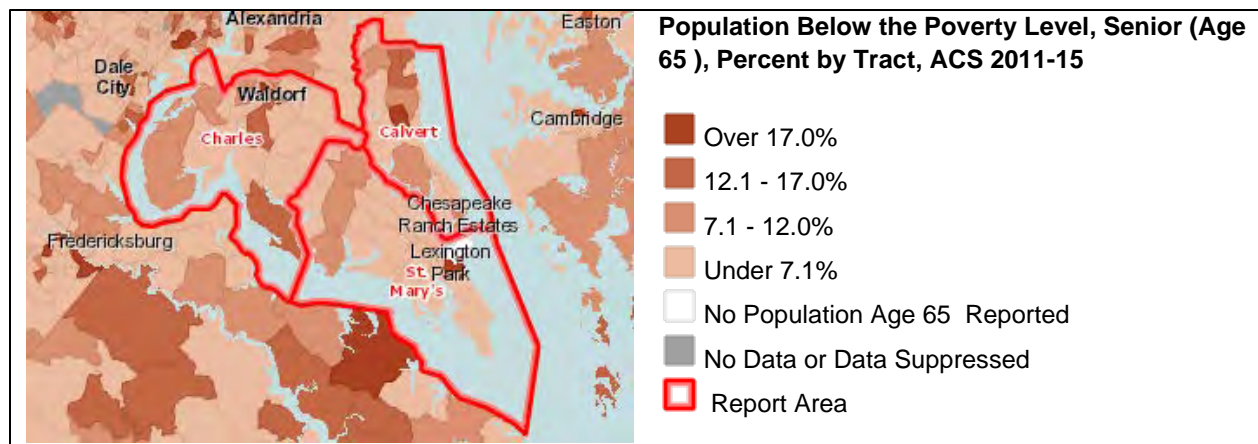 Alexandria
Easton
Dale
City
Waldorf
Cambridge
Charles
Calvert
Chesapeake
Ranch Estates
Fredericksburg
Lexington
St. Park
Mary's
Population Below the Poverty Level, Senior (Age
65 ), Percent by Tract, ACS 2011-15
Over 17.0%
12.1 - 17.0%
7.1 - 12.0%
Under 7.1%
No Population Age 65 Reported
No Data or Data Suppressed
Report Area